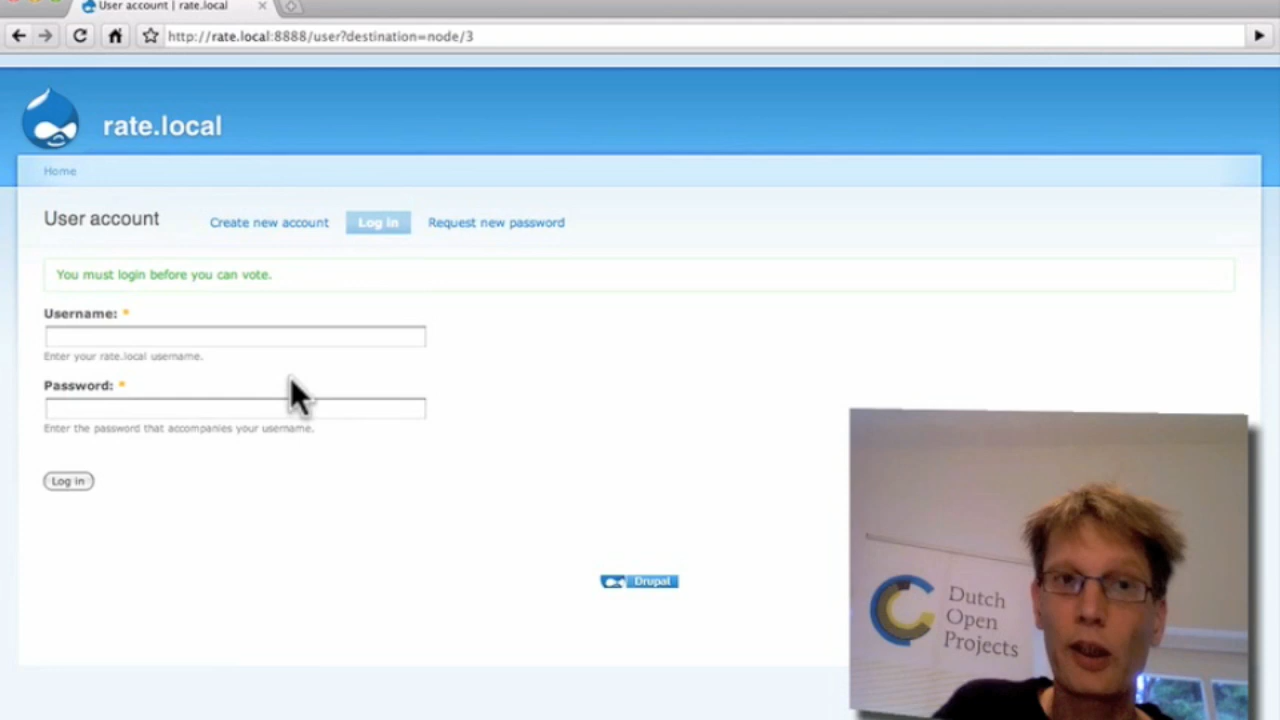 User account | rate.local
http://rate.local:8888/user?destination=node/3
rate.local
Home
User account
Create new account
Log in
Request new password
You must login before you can vote.
Username: *
Enter your rate.local username.
Password: *
Enter the password that accompanies your username.
Log in
Drupal
Dutch
Open
Projects